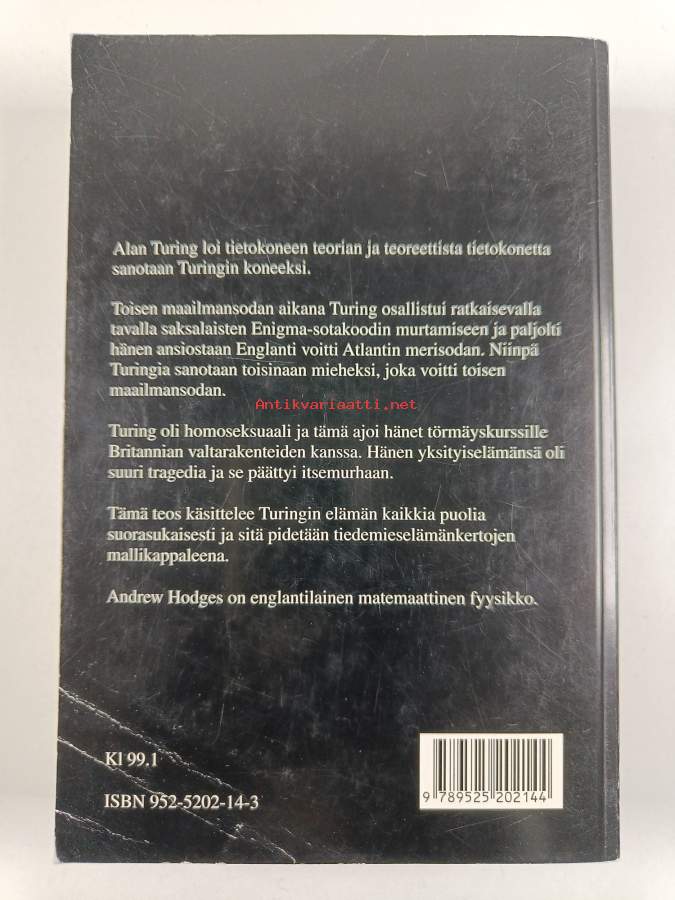 Alan Turing loi tietokoneen teorian ja teoreettista tietokonetta
sanotaan Turingin koneeksi.
Toisen maailmansodan aikana Turing osallistui ratkaisevalla
tavalla saksalaisten Enigma-sotakoodin murtamiseen ja paljolti
hänen ansiostaan Englanti voitti Atlantin merisodan. Niinpä
Turingia sanotaan toisinaan mieheksi, joka voitti toisen
maailmansodan.
Antikvariaatti.net
Turing oli homoseksuaali ja tämä ajoi hänet törmäyskurssille
Britannian valtarakenteiden kanssa. Hänen yksityiselämänsä oli
suuri tragedia ja se päättyi itsemurhaan.
Tämä teos käsittelee Turingin elämän kaikkia puolia
suorasukaisesti ja sitä pidetään tiedemieselämänkertojen
mallikappaleena.
Andrew Hodges on englantilainen matemaattinen fyysikko.
Kl 99.1
ISBN 952-5202-14-3
9 789525 202144